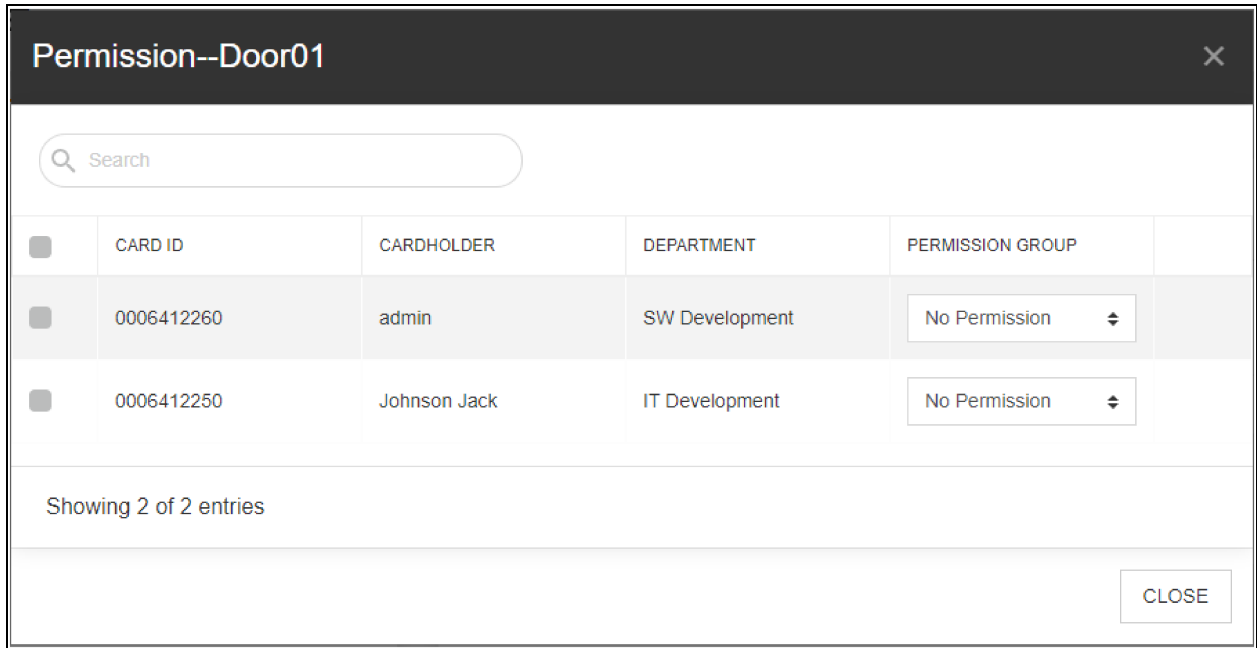 Permission--Door01
Search
CARD ID CARDHOLDER DEPARTMENT PERMISSION GROUP
0006412260 admin SW Development No Permission
0006412250 Johnson Jack IT Development No Permission
Showing 2 of 2 entries
CLOSE